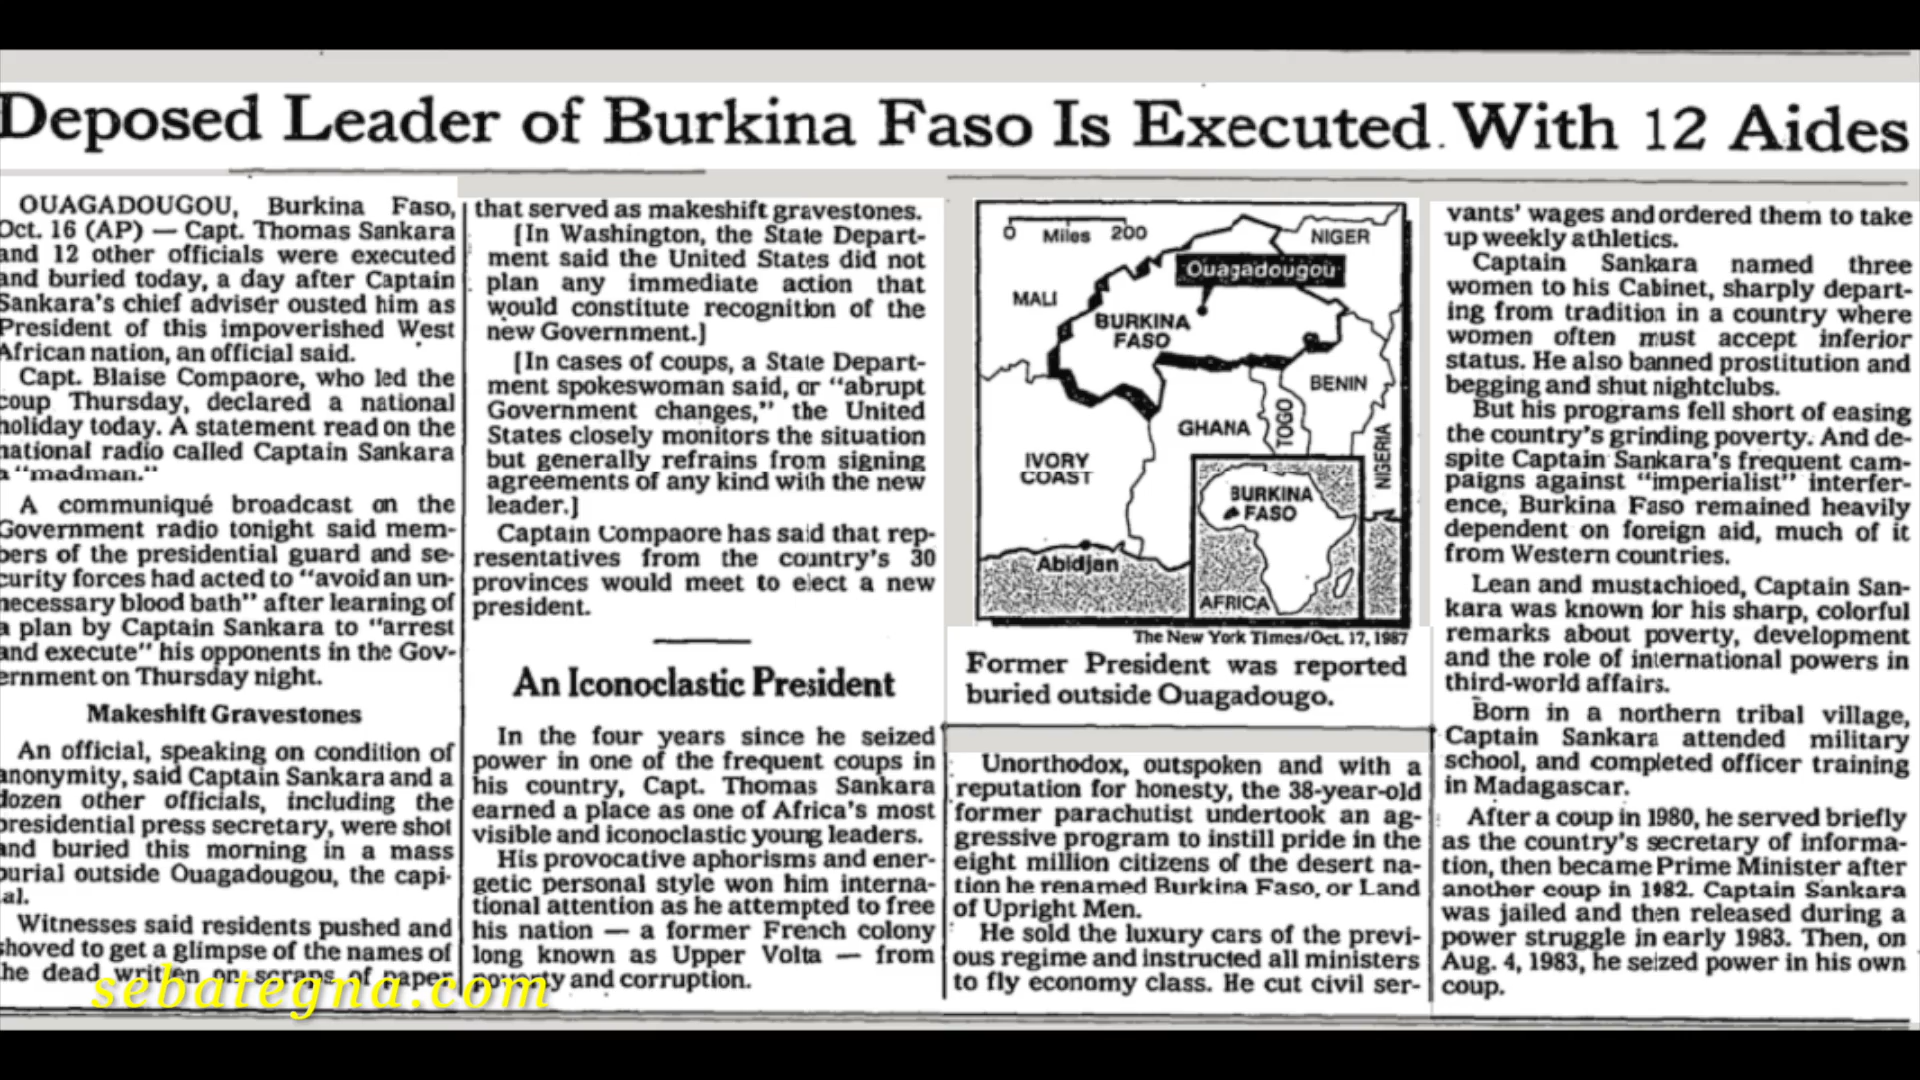 Deposed Leader of Burkina Faso Is Executed With 12 Aides
OUAGADOUGOU, Burkina Faso,
Oct. 16 (AP) — Capt. Thomas Sankara
and 12 other officials were executed
and buried today, a day after Captain
Sankara's chief adviser ousted him as
President of this impoverished West
African nation, an official said.
Capt. Blaise Compaore, who led the
coup Thursday, declared a national
holiday today. A statement read on the
national radio called Captain Sankara
a "madman."
A communiqué broadcast on the
Government radio tonight said mem-
bers of the presidential guard and se-
curity forces had acted to "avoid an un-
necessary blood bath" after learning of
a plan by Captain Sankara to "arrest
and execute" his opponents in the Gov-
ernment on Thursday night.
Makeshift Gravestones
An official, speaking on condition of
anonymity, said Captain Sankara and a
dozen other officials, including the
presidential press secretary, were shot
and buried this morning in a mass
burial outside Ouagadougou, the capi-
al.
Witnesses said residents pushed and
shoved to get a glimpse of the names of
the dead written on scraps of paper
that served as makeshift gravestones.
[In Washington, the State Depart-
ment said the United States did not
plan any immediate action that
would constitute recognition of the
new Government.]
[In cases of coups, a State Depart-
ment spokeswoman said, or "abrupt
Government changes," the United
States closely monitors the situation
but generally refrains from signing
agreements of any kind with the new
leader.]
Captain Compaore has said that rep-
resentatives from the country's 30
provinces would meet to elect a new
president.
An Iconoclastic President
In the four years since he seized
power in one of the frequent coups in
his country, Capt. Thomas Sankara
earned a place as one of Africa's most
visible and iconoclastic young leaders.
His provocative aphorisms and ener-
getic personal style won him interna-
tional attention as he attempted to free
his nation — a former French colony
long known as Upper Volta — from
poverty and corruption.
0 Miles 200
NIGER
Ouagadougou
MALI
BURKINA
FASO
BENIN
GHANA
TOGO
NIGERIA
IVORY
COAST
BURKINA
FASO
Abidjan
AFRICA
The New York Times/Oct. 17, 1987
Former President was reported
buried outside Ouagadougo.
Unorthodox, outspoken and with a
reputation for honesty, the 38-year-old
former parachutist undertook an ag-
gressive program to instill pride in the
eight million citizens of the desert na-
tion he renamed Burkina Faso, or Land
of Upright Men.
He sold the luxury cars of the previ-
ous regime and instructed all ministers
to fly economy class. He cut civil ser-
vants' wages and ordered them to take
up weekly athletics.
Captain Sankara named three
women to his Cabinet, sharply depart-
ing from tradition in a country where
women often must accept inferior
status. He also banned prostitution and
begging and shut nightclubs.
But his programs fell short of easing
the country's grinding poverty. And de-
spite Captain Sankara's frequent cam-
paigns against "imperialist" interfer-
ence, Burkina Faso remained heavily
dependent on foreign aid, much of it
from Western countries.
Lean and mustachioed, Captain San-
kara was known for his sharp, colorful
remarks about poverty, development
and the role of international powers in
third-world affairs.
Born in a northern tribal village,
Captain Sankara attended military
school, and completed officer training
in Madagascar.
After a coup in 1980, he served briefly
as the country's secretary of informa-
tion, then became Prime Minister after
another coup in 1982. Captain Sankara
was jailed and then released during a
power struggle in early 1983. Then, on
Aug. 4, 1983, he seized power in his own
coup.
sebategna.com